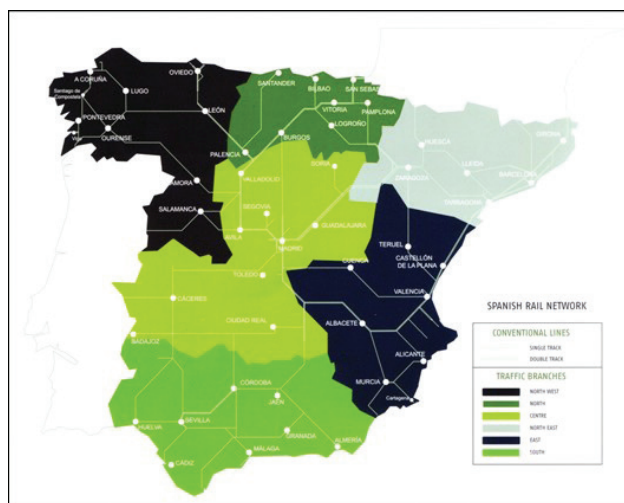 OVIEDO
SANTANDER
BILBAO
SAN SEBAS
A CORUÑA
Santiago de
Compostela
LUGO
VITORIA
PAMPLONA
LEÓN
LOGROÑO
PONTEVEDRA
Vigo
OURENSE
BURGOS
HUESCA
GIRONA
PALENCIA
SORIA
LLEIDA
ZARAGOZA
BARCELONA
VALLADOLID
ZAMORA
TARRAGONA
SEGOVIA
SALAMANCA
GUADALAJARA
ÁVILA
MADRID
TERUEL
CUENCA
CASTELLÓN
DE LA PLANA
TOLEDO
CÁCERES
VALENCIA
CIUDAD REAL
ALBACETE
BADAJOZ
ALICANTE
MURCIA
Cartagena
CÓRDOBA
JAÉN
HUELVA
SEVILLA
GRANADA
ALMERÍA
MÁLAGA
CÁDIZ
SPANISH RAIL NETWORK
CONVENTIONAL LINES
SINGLE TRACK
DOUBLE TRACK
TRAFFIC BRANCHES
NORTH WEST
NORTH
CENTRE
NORTH EAST
EAST
SOUTH